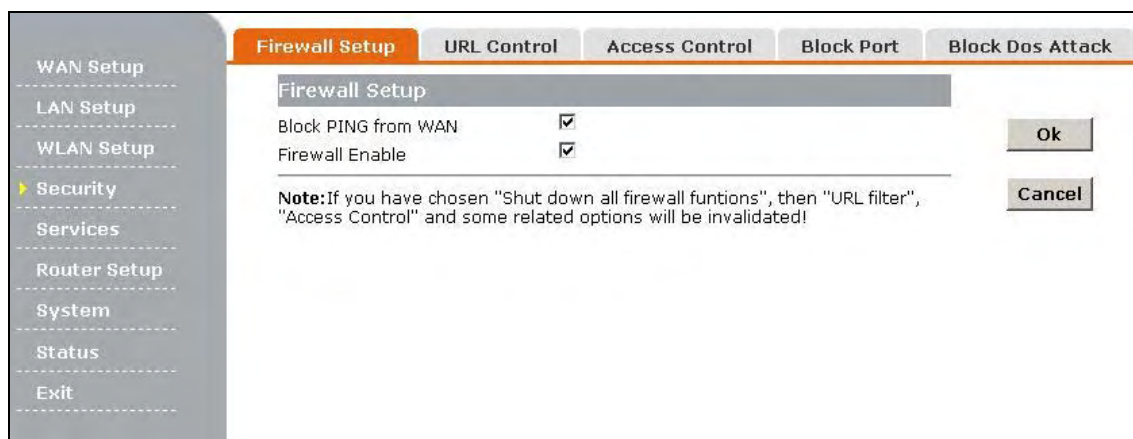 Firewall Setup
URL Control
Access Control
Block Port
Block Dos Attack
WAN Setup
LAN Setup
WLAN Setup
Security
Services
Router Setup
System
Status
Exit
Firewall Setup
Block PING from WAN
Firewall Enable
Note:If you have chosen "Shut down all firewall funtions", then "URL filter",
"Access Control" and some related options will be invalidated!
Ok
Cancel